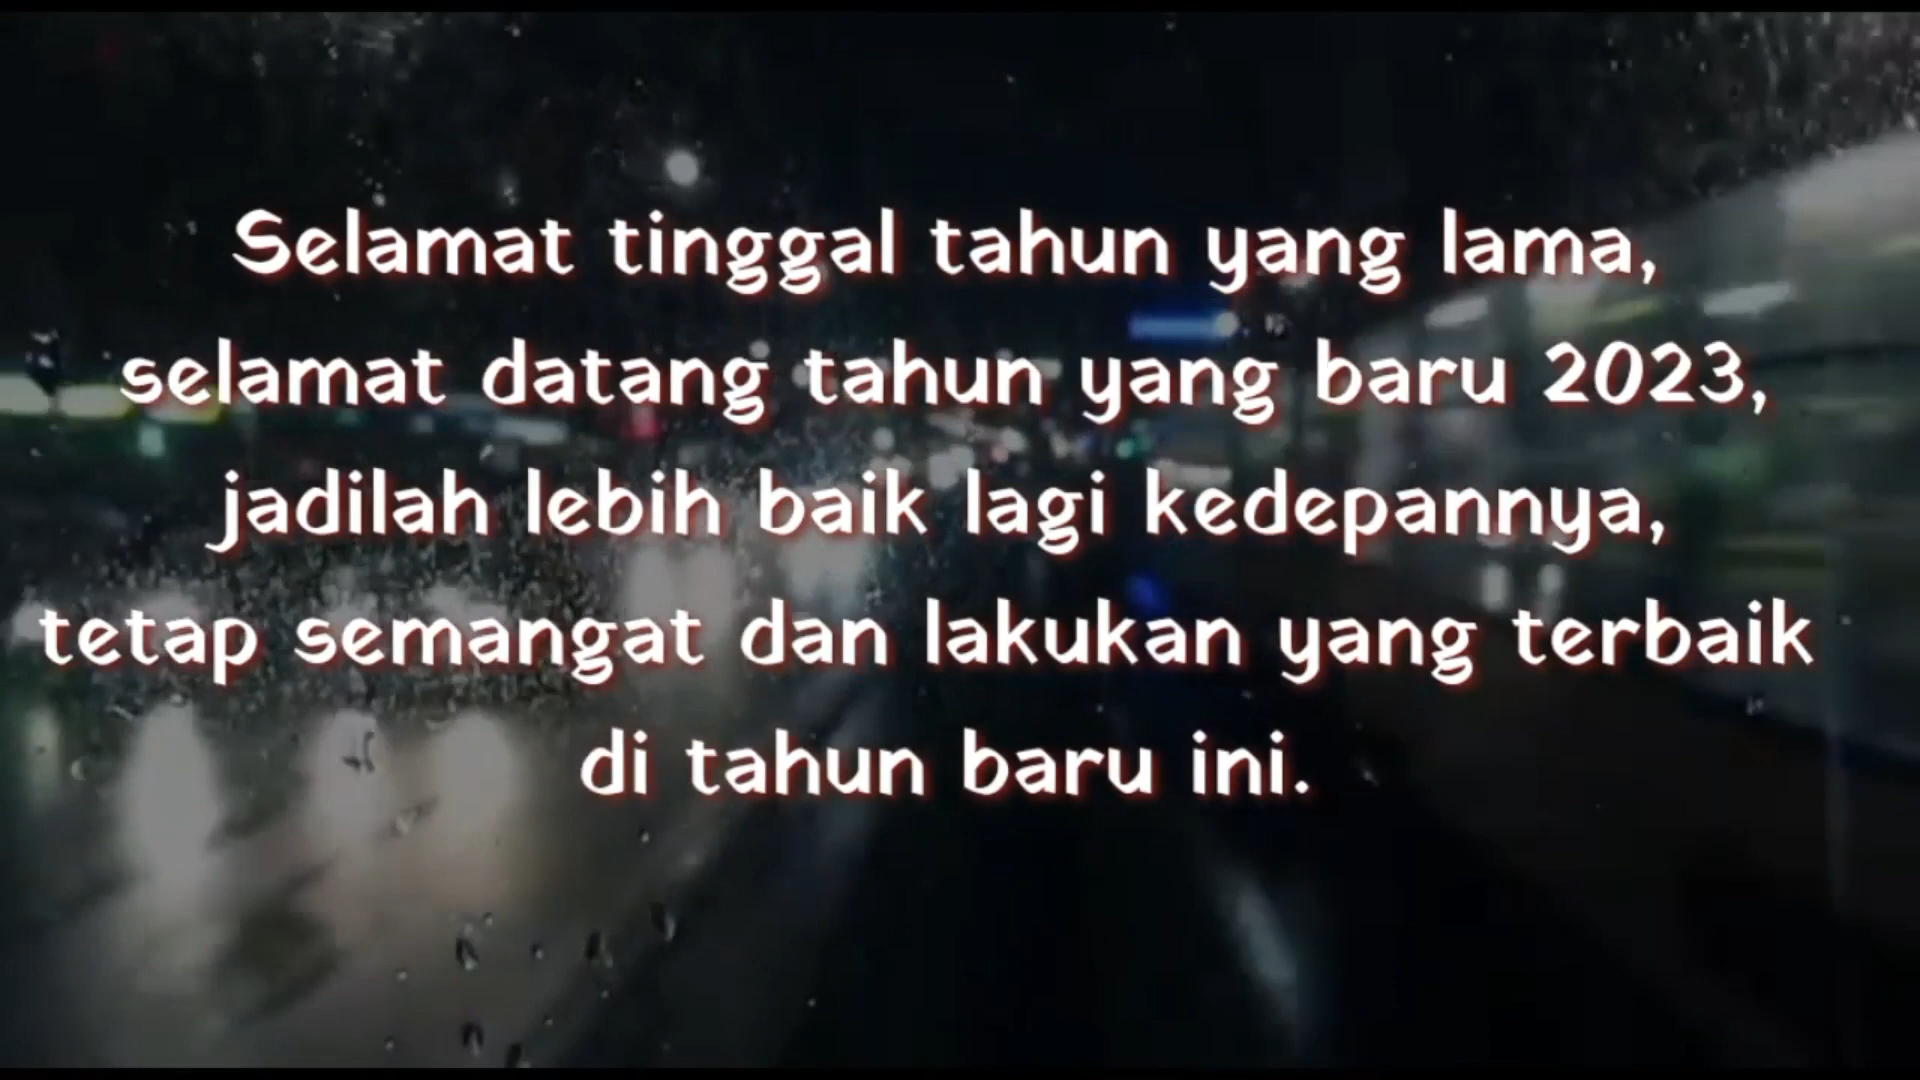 Selamat tinggal tahun yang lama,
selamat datang tahun yang baru 2023,
jadilah lebih baik lagi kedepannya,
tetap semangat dan lakukan yang terbaik
di tahun baru ini.